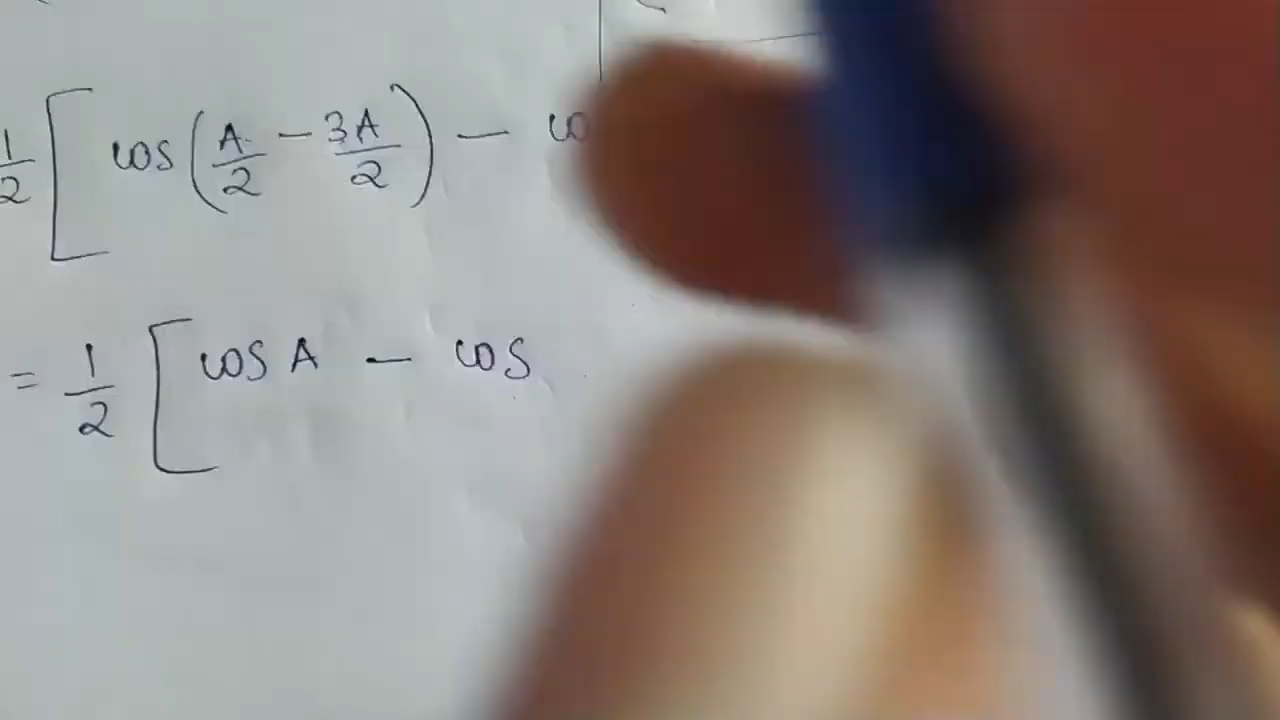 1/2 [ cos(A/2 - 3A/2) - co
= 1/2 [ cos A - cos